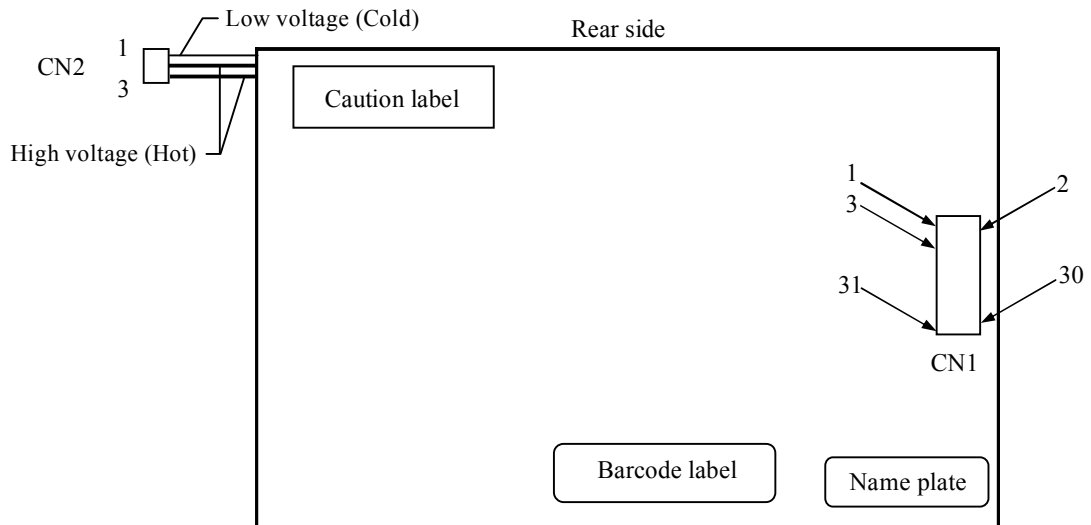 Low voltage (Cold)
Rear side
1
CN2
3
Caution label
High voltage (Hot)
1
2
3
31
30
CN1
Barcode label
Name plate